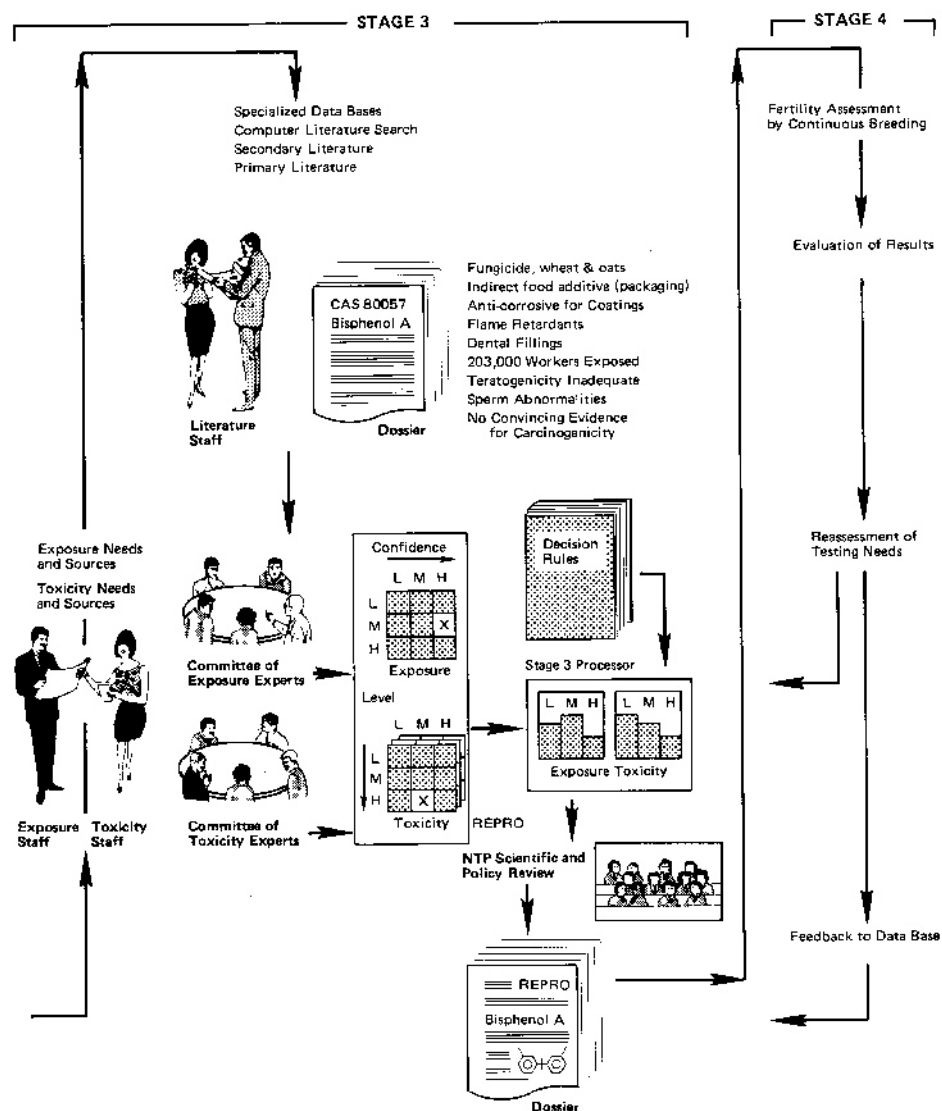 STAGE 3
STAGE 4
Specialized Data Bases
Computer Literature Search
Secondary Literature
Primary Literature
Fertility Assessment
by Continuous Breeding
Evaluation of Results
Literature
Staff
CAS 80057
Bisphenol A
Dossier
Fungicide, wheat & oats
Indirect food additive (packaging)
Anti-corrosive for Coatings
Flame Retardants
Dental Fillings
203,000 Workers Exposed
Teratogenicity Inadequate
Sperm Abnormalities
No Convincing Evidence
for Carcinogenicity
Exposure Needs
and Sources
Toxicity Needs
and Sources
Exposure
Staff
Toxicity
Staff
Committee of
Exposure Experts
Committee of
Toxicity Experts
Confidence
L M H
L
M X
H
Exposure
Level
L M H
L
M
H X
Toxicity
REPRO
Decision
Rules
Stage 3 Processor
L M H
L M H
Exposure Toxicity
NTP Scientific and
Policy Review
REPRO
Bisphenol A
Dossier
Reassessment of
Testing Needs
Feedback to Data Base